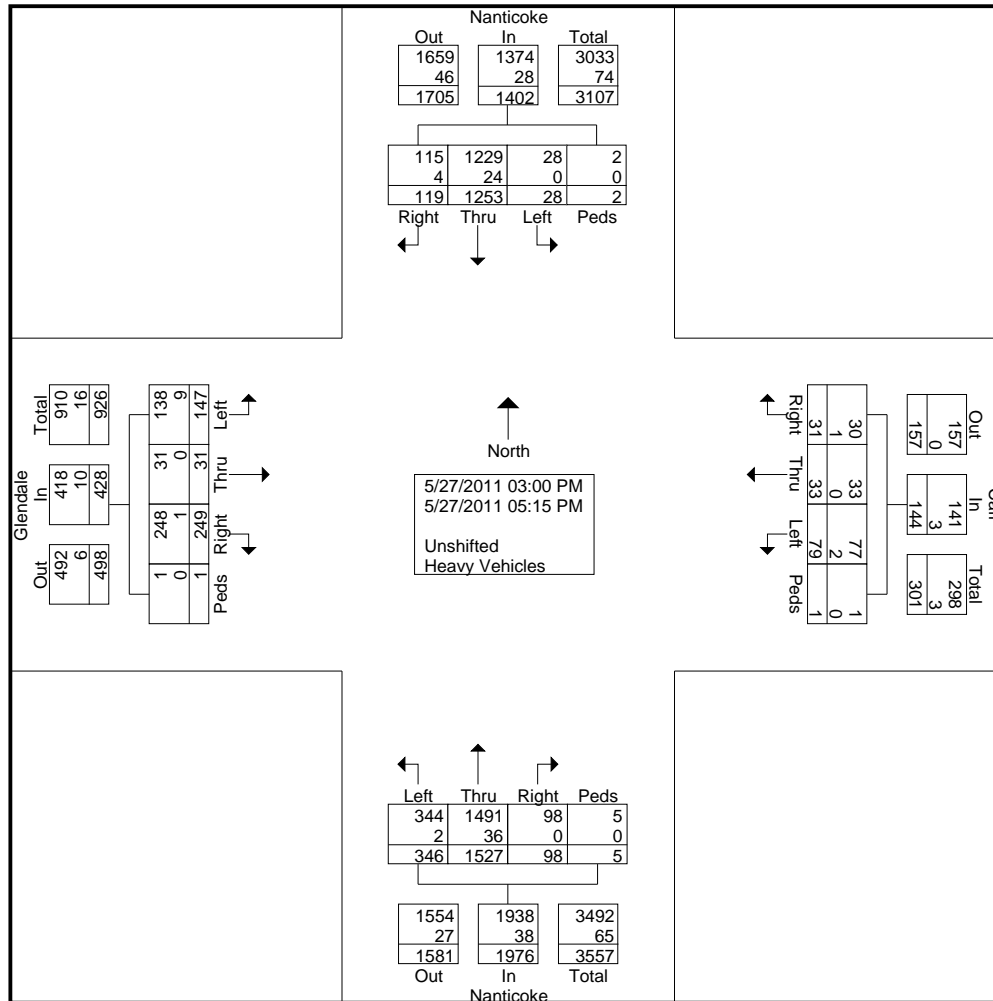 Nanticoke
Out In Total
1659 1374 3033
46 28 74
1705 1402 3107
115 1229 28 2
4 24 0 0
119 1253 28 2
Right Thru Left Peds
Glendale
Total In Out
910 418 492
16 10 6
926 428 498
138 31 248 1
9 0 1 0
147 31 249 1
Left Thru Right Peds
North
5/27/2011 03:00 PM
5/27/2011 05:15 PM
Unshifted
Heavy Vehicles
Right Thru Left Peds
30 33 77 1
1 0 2 0
31 33 79 1
Out In Total
157 141 298
0 3 3
157 144 301
Left Thru Right Peds
344 1491 98 5
2 36 0 0
346 1527 98 5
1554 1938 3492
27 38 65
1581 1976 3557
Out In Total
Nanticoke